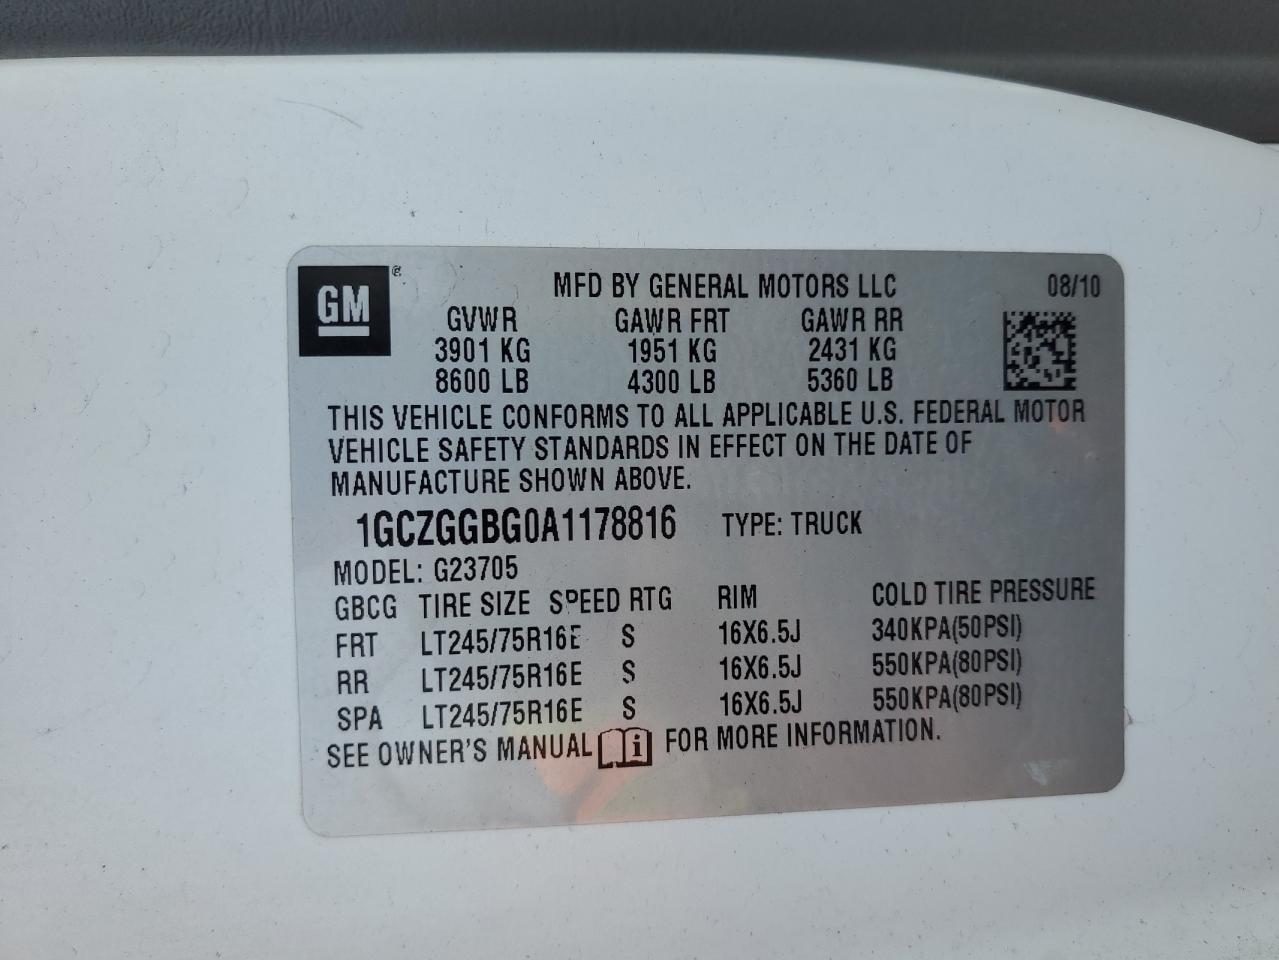 GM®
MFD BY GENERAL MOTORS LLC 08/10
GVWR GAWR FRT GAWR RR
3901 KG 1951 KG 2431 KG
8600 LB 4300 LB 5360 LB
THIS VEHICLE CONFORMS TO ALL APPLICABLE U.S. FEDERAL MOTOR
VEHICLE SAFETY STANDARDS IN EFFECT ON THE DATE OF
MANUFACTURE SHOWN ABOVE.
1GCZGGBG0A1178816 TYPE: TRUCK
MODEL: G23705
GBCG TIRE SIZE SPEED RTG RIM COLD TIRE PRESSURE
FRT LT245/75R16E S 16X6.5J 340KPA(50PSI)
RR LT245/75R16E S 16X6.5J 550KPA(80PSI)
SPA LT245/75R16E S 16X6.5J 550KPA(80PSI)
SEE OWNER'S MANUAL i FOR MORE INFORMATION.